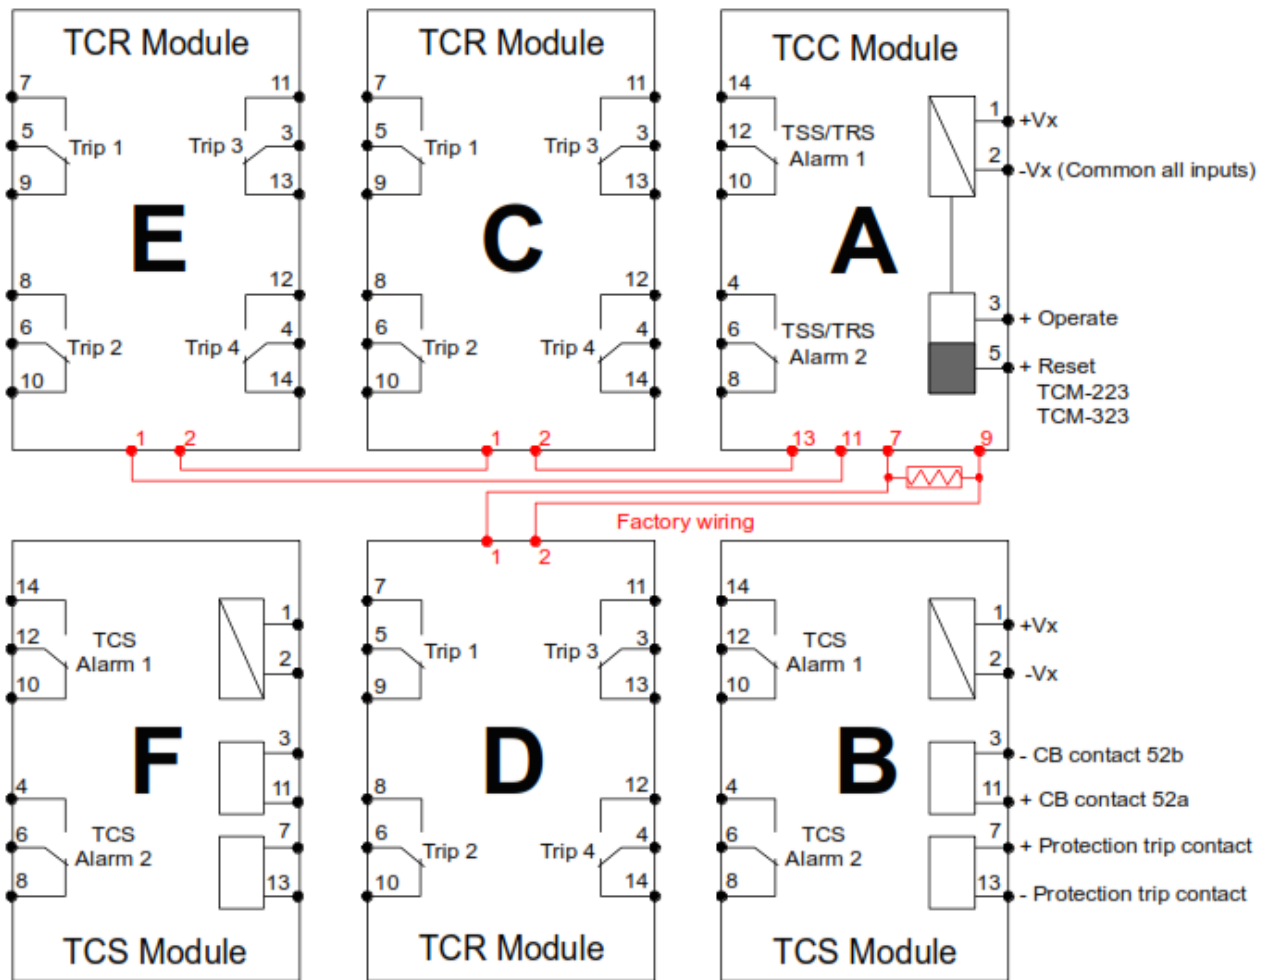 TCR Module
7
11
5
Trip 1
Trip 3
3
9
13
E
8
12
6
Trip 2
Trip 4
4
10
14
1
2
TCR Module
7
11
5
Trip 1
Trip 3
3
9
13
C
8
12
6
Trip 2
Trip 4
4
10
14
1
2
TCC Module
14
12
TSS/TRS
Alarm 1
10
1
+Vx
2
-Vx (Common all inputs)
A
4
6
TSS/TRS
Alarm 2
8
3
+ Operate
5
+ Reset
TCM-223
TCM-323
13
11
7
9
Factory wiring
14
12
TCS
Alarm 1
10
1
2
F
3
11
4
6
TCS
Alarm 2
8
7
13
TCS Module
1
2
7
11
5
Trip 1
Trip 3
3
9
13
D
8
12
6
Trip 2
Trip 4
4
10
14
TCR Module
14
12
TCS
Alarm 1
10
1
+Vx
2
-Vx
B
3
- CB contact 52b
11
+ CB contact 52a
4
6
TCS
Alarm 2
8
7
+ Protection trip contact
13
- Protection trip contact
TCS Module